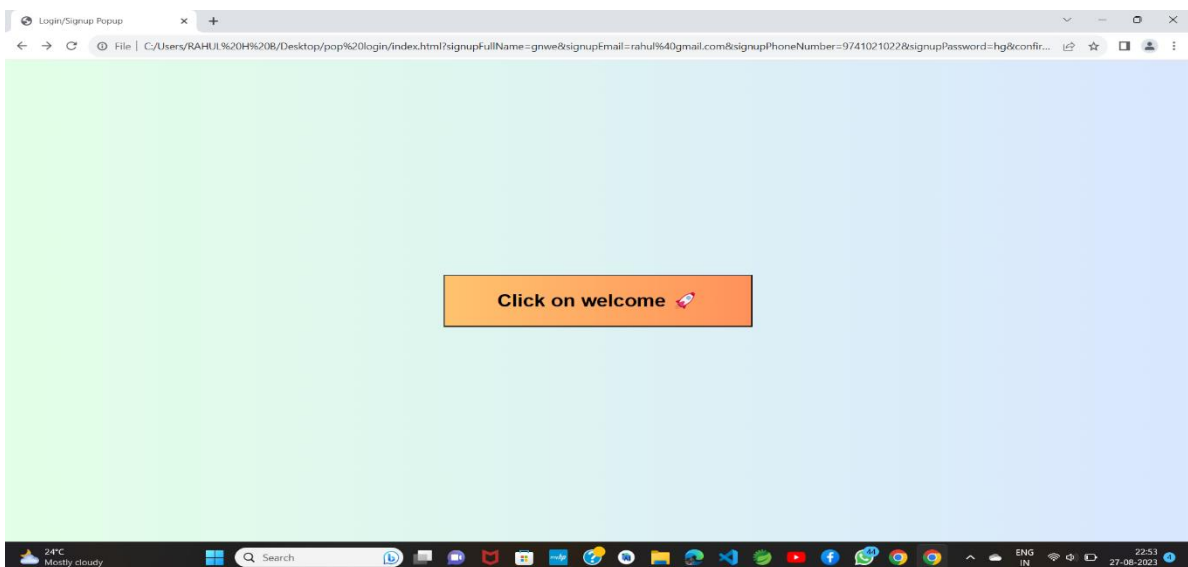 Login/Signup Popup
File | C:/Users/RAHUL%20H%20B/Desktop/pop%20login/index.html?signupFullName=gnwe&signupEmail=rahul%40gmail.com&signupPhoneNumber=9741021022&signupPassword=hg&confir...
Click on welcome 🚀
24°C
Mostly cloudy
Search
44
ENG
IN
22:53
27-08-2023
4